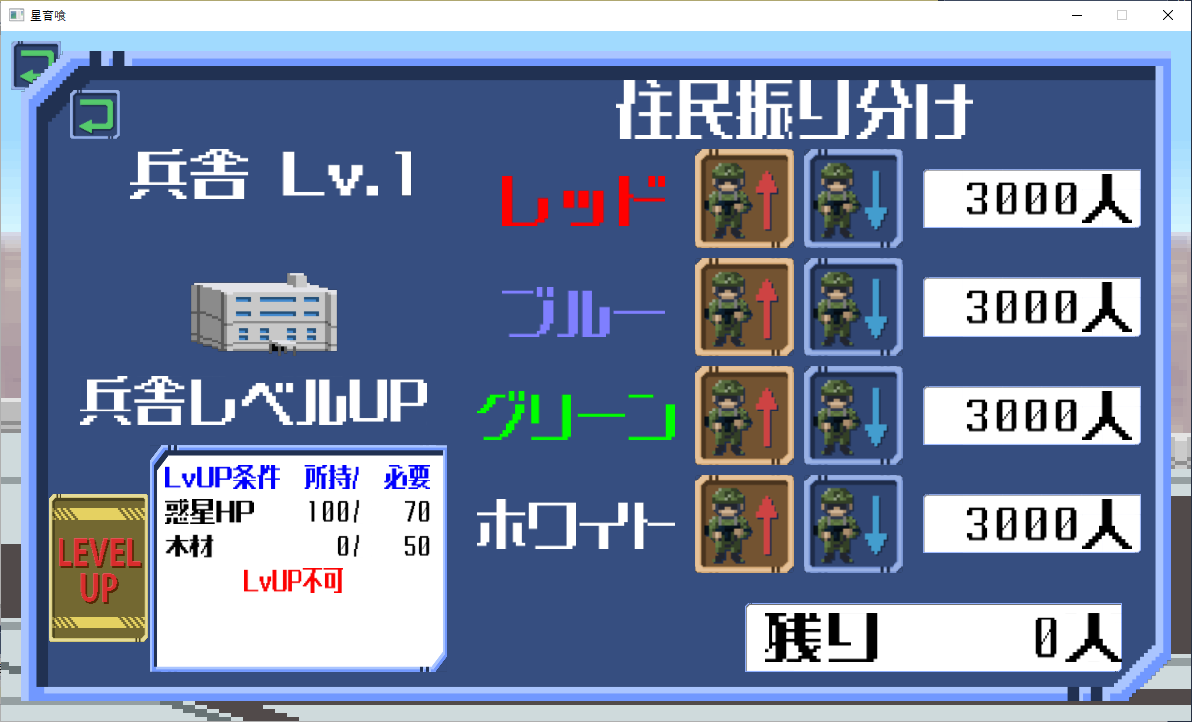 星育喰
住民振り分け
兵舎 Lv.1
レッド 3000人
ブルー 3000人
兵舎レベルUP
グリーン 3000人
LvUP条件 所持/ 必要
惑星HP 100/ 70
木材 0/ 50
LvUP不可
LEVEL
UP
ホワイト 3000人
残り 0人